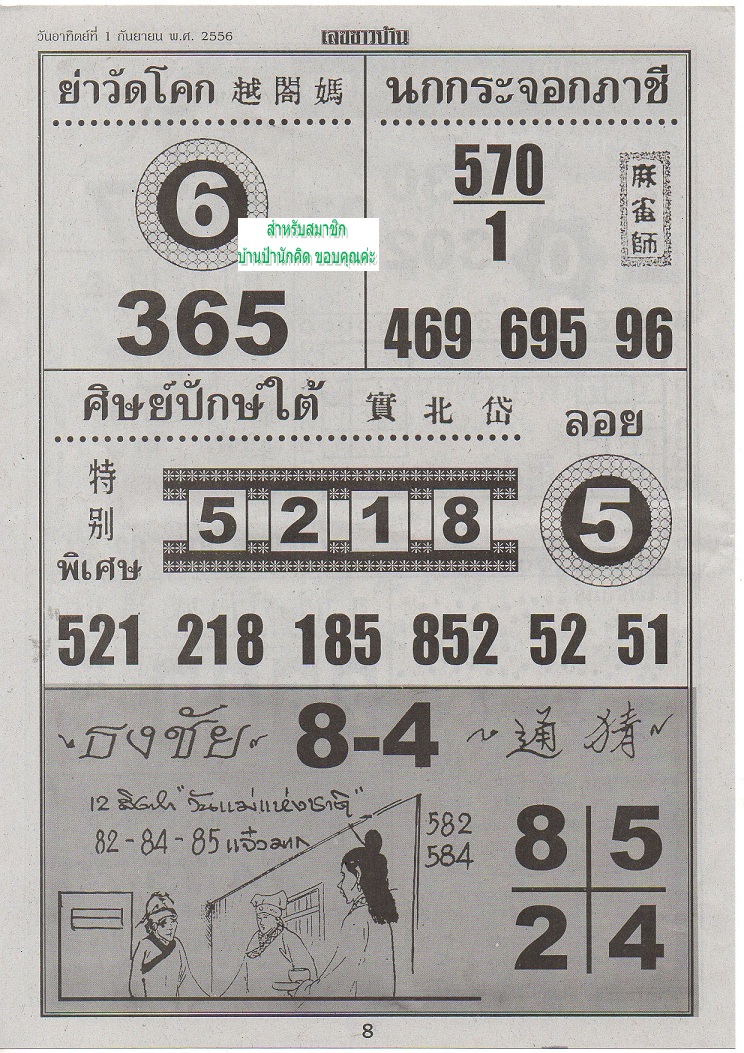 วันอาทิตย์ที่ 1 กันยายน พ.ศ. 2556
เลขชาวบ้าน
ย่าวัดโคก 越閣媽
6
สำหรับสมาชิก
บ้านป้านักคิด ขอบคุณค่ะ
365
นกกระจอกภาชี
570
1
麻雀師
469 695 96
ศิษย์ปักษ์ใต้ 實北岱
ลอย
特別
พิเศษ
5 2 1 8
5
521 218 185 852 52 51
ธงชัย 8-4 通猜
12 สิงหา "วันแม่แห่งชาติ"
82-84-85 แจ๋วมาก
582
584
8 5
2 4
8